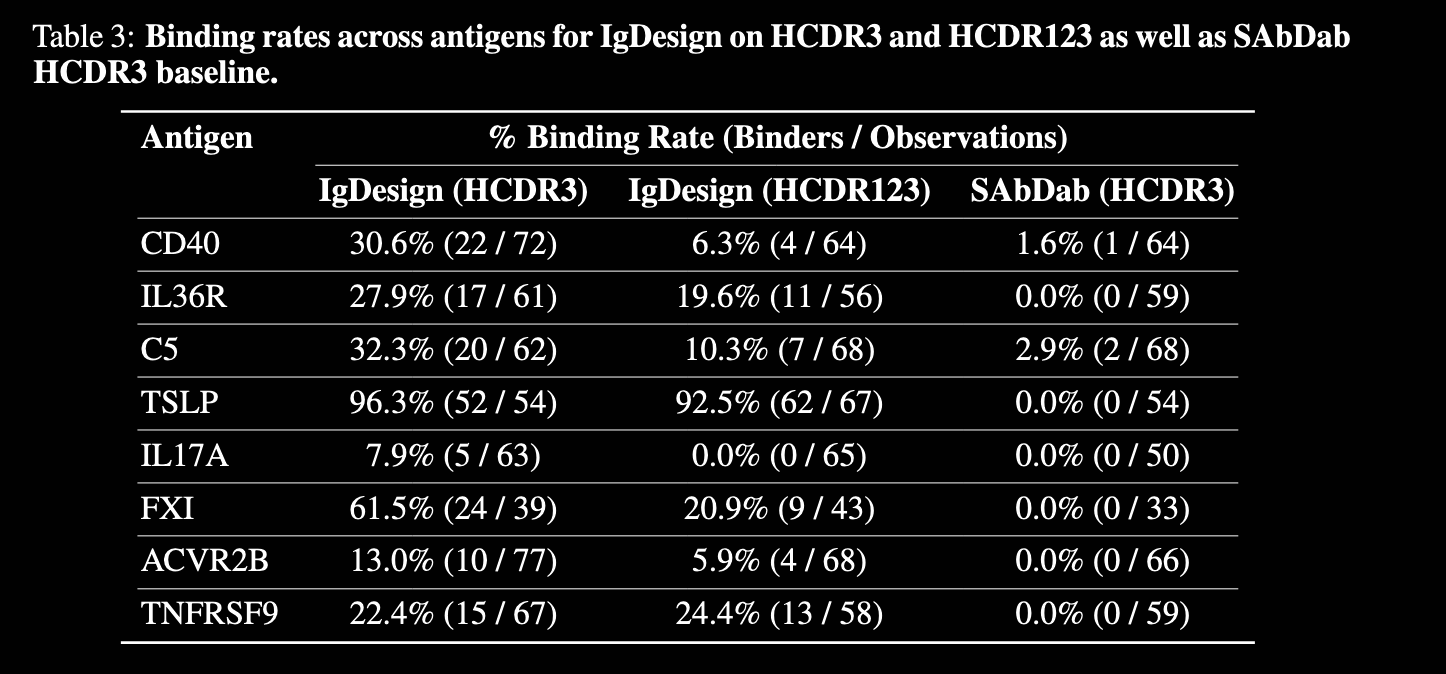 Table 3: Binding rates across antigens for IgDesign on HCDR3 and HCDR123 as well as SAbDab
HCDR3 baseline.
Antigen % Binding Rate (Binders / Observations)
IgDesign (HCDR3) IgDesign (HCDR123) SAbDab (HCDR3)
CD40 30.6% (22 / 72) 6.3% (4 / 64) 1.6% (1 / 64)
IL36R 27.9% (17 / 61) 19.6% (11 / 56) 0.0% (0 / 59)
C5 32.3% (20 / 62) 10.3% (7 / 68) 2.9% (2 / 68)
TSLP 96.3% (52 / 54) 92.5% (62 / 67) 0.0% (0 / 54)
IL17A 7.9% (5 / 63) 0.0% (0 / 65) 0.0% (0 / 50)
FXI 61.5% (24 / 39) 20.9% (9 / 43) 0.0% (0 / 33)
ACVR2B 13.0% (10 / 77) 5.9% (4 / 68) 0.0% (0 / 66)
TNFRSF9 22.4% (15 / 67) 24.4% (13 / 58) 0.0% (0 / 59)